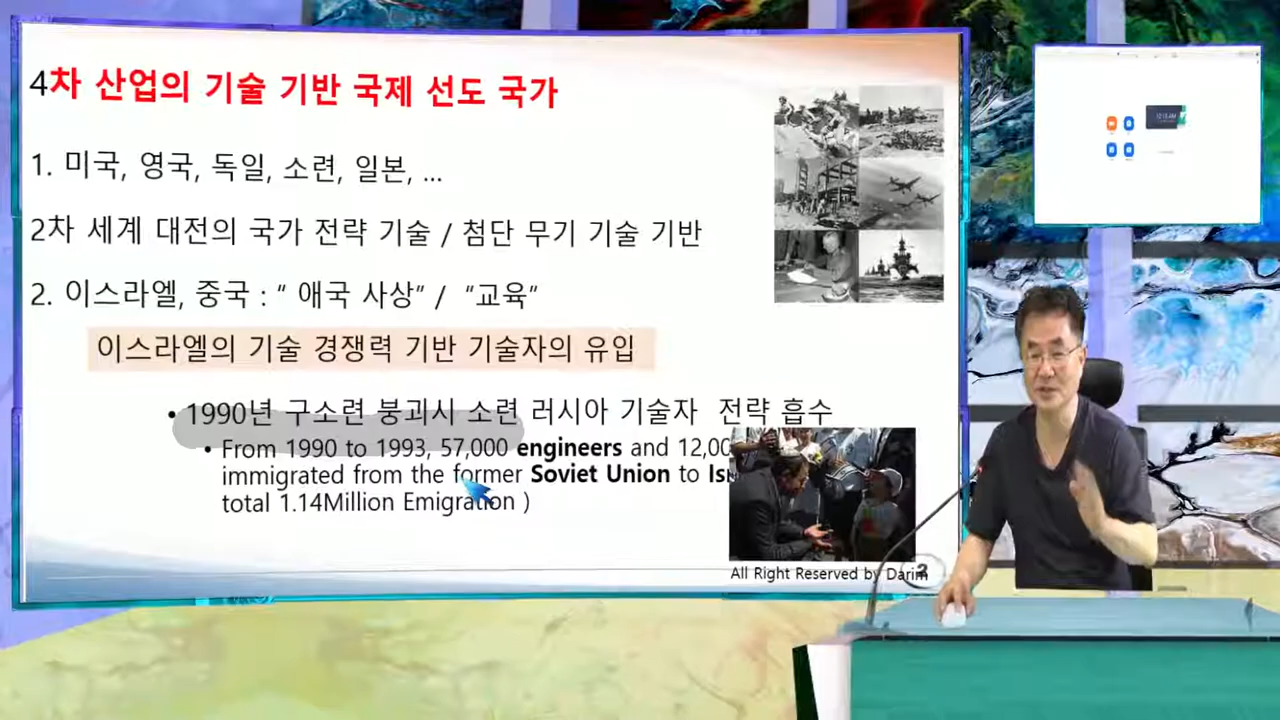 4차 산업의 기술 기반 국제 선도 국가
1. 미국, 영국, 독일, 소련, 일본, ...
2차 세계 대전의 국가 전략 기술 / 첨단 무기 기술 기반
2. 이스라엘, 중국 : “ 애국 사상” / “교육”
이스라엘의 기술 경쟁력 기반 기술자의 유입
• 1990년 구소련 붕괴시 소련 러시아 기술자 전략 흡수
• From 1990 to 1993, 57,000 engineers and 12,00
immigrated from the former Soviet Union to Is
total 1.14Million Emigration )
All Right Reserved by Darim